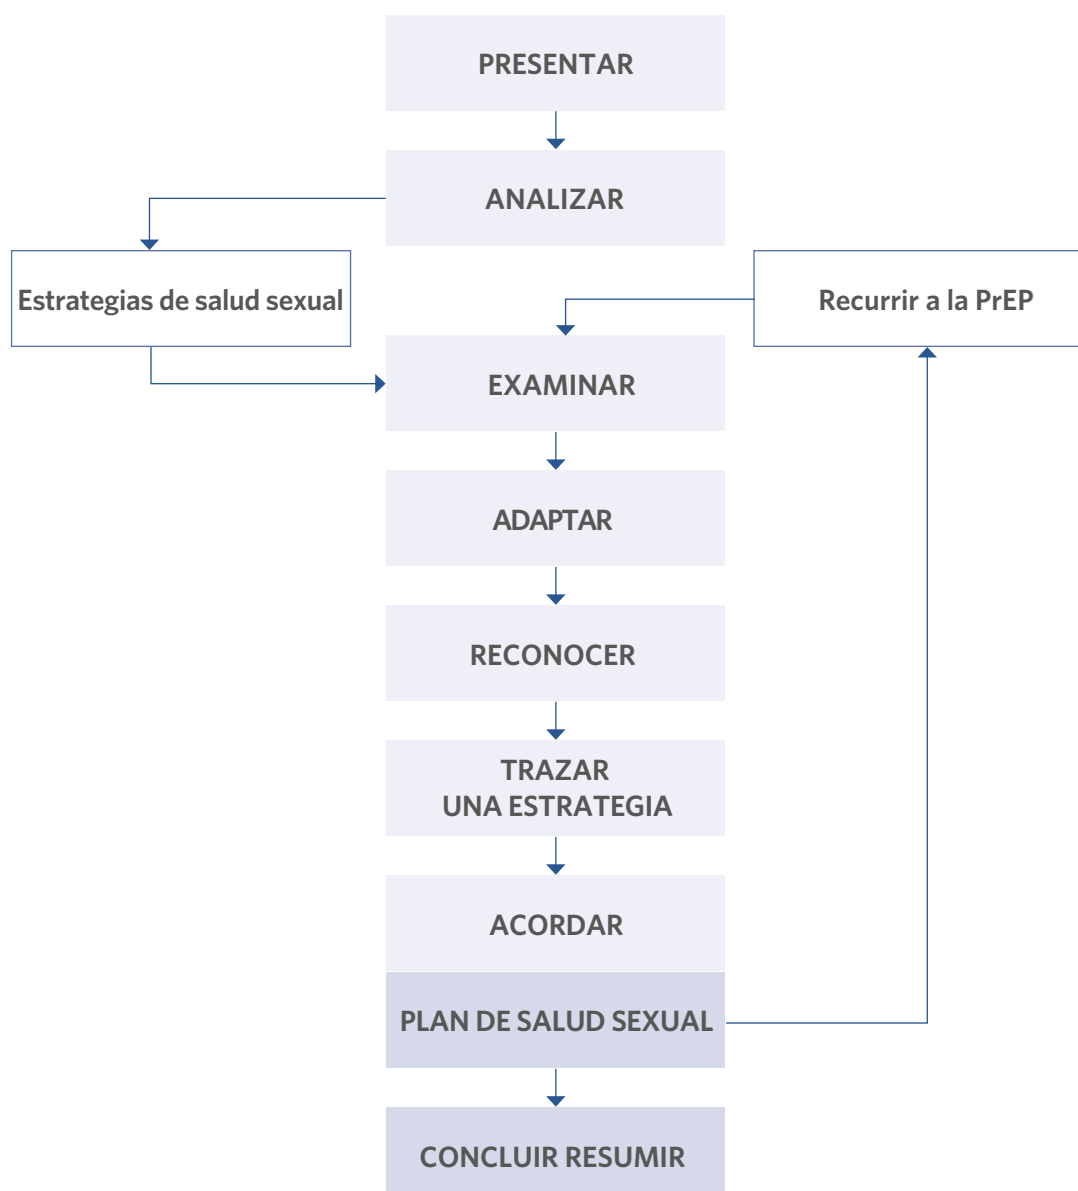 PRESENTAR
ANALIZAR
Estrategias de salud sexual
Recurrir a la PrEP
EXAMINAR
ADAPTAR
RECONOCER
TRAZAR
UNA ESTRATEGIA
ACORDAR
PLAN DE SALUD SEXUAL
CONCLUIR RESUMIR